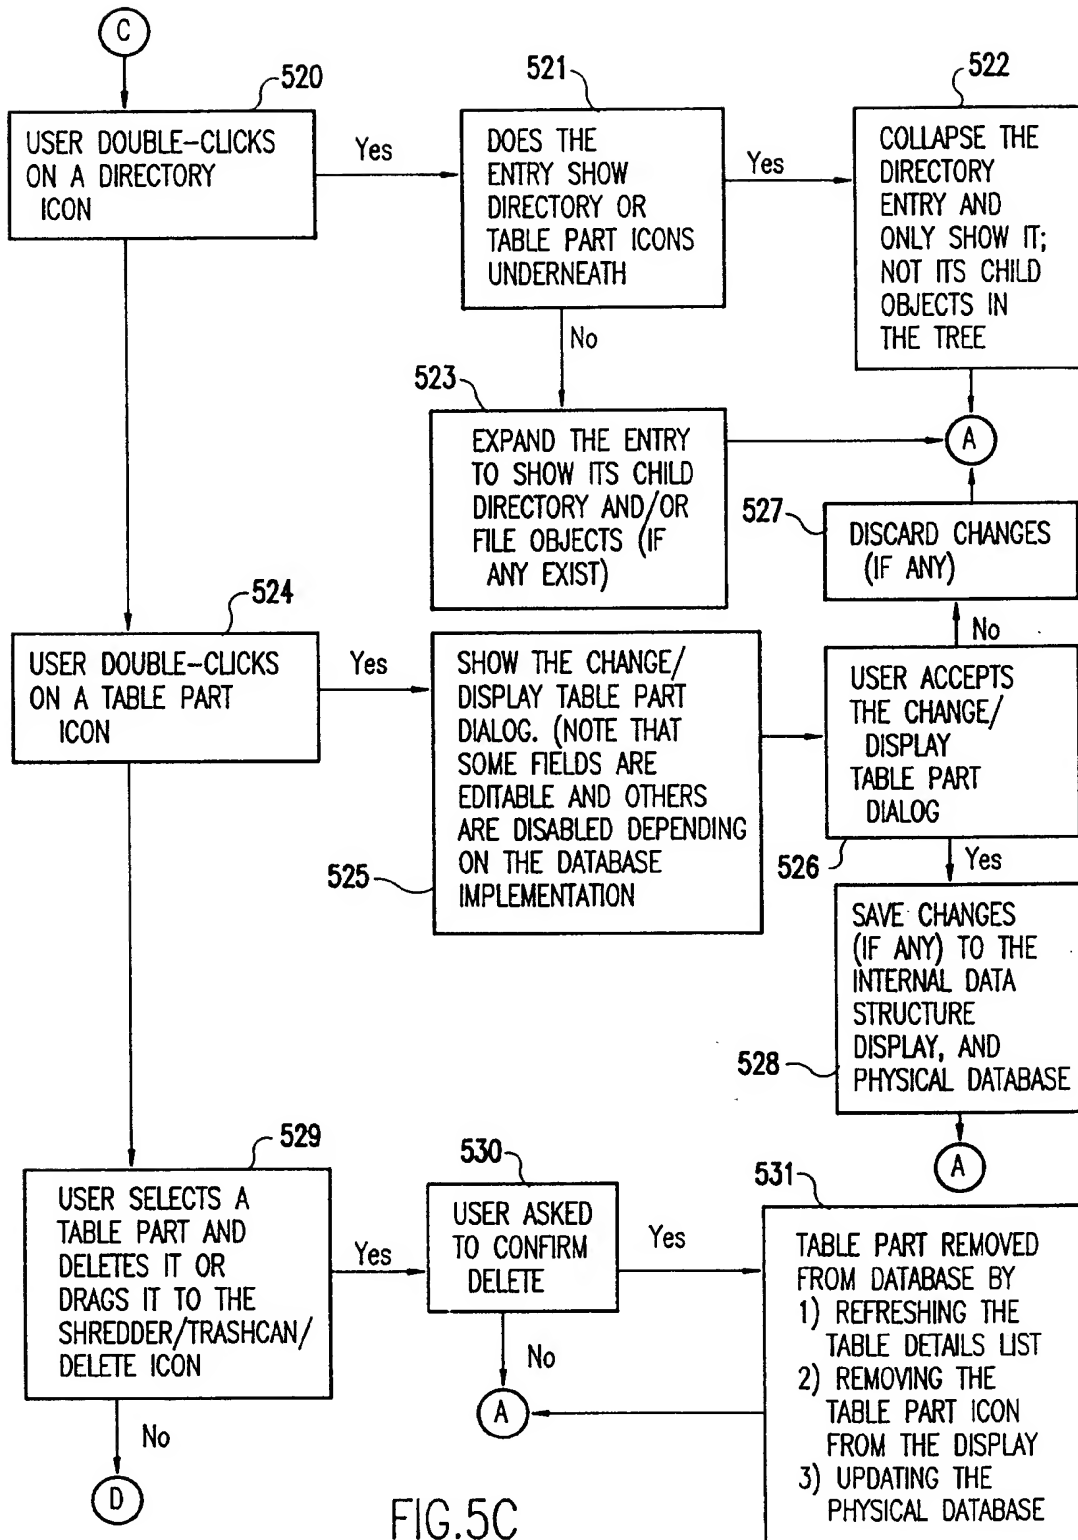 C
520
USER DOUBLE-CLICKS
ON A DIRECTORY
ICON
Yes
521
DOES THE
ENTRY SHOW
DIRECTORY OR
TABLE PART ICONS
UNDERNEATH
Yes
522
COLLAPSE THE
DIRECTORY
ENTRY AND
ONLY SHOW IT;
NOT ITS CHILD
OBJECTS IN
THE TREE
No
523
EXPAND THE ENTRY
TO SHOW ITS CHILD
DIRECTORY AND/OR
FILE OBJECTS (IF
ANY EXIST)
A
527
DISCARD CHANGES
(IF ANY)
No
524
USER DOUBLE-CLICKS
ON A TABLE PART
ICON
Yes
SHOW THE CHANGE/
DISPLAY TABLE PART
DIALOG. (NOTE THAT
SOME FIELDS ARE
EDITABLE AND OTHERS
ARE DISABLED DEPENDING
ON THE DATABASE
IMPLEMENTATION
525
USER ACCEPTS
THE CHANGE/
DISPLAY
TABLE PART
DIALOG
526
Yes
SAVE CHANGES
(IF ANY) TO THE
INTERNAL DATA
STRUCTURE
DISPLAY, AND
PHYSICAL DATABASE
528
A
529
USER SELECTS A
TABLE PART AND
DELETES IT OR
DRAGS IT TO THE
SHREDDER/TRASHCAN/
DELETE ICON
Yes
530
USER ASKED
TO CONFIRM
DELETE
Yes
531
TABLE PART REMOVED
FROM DATABASE BY
1) REFRESHING THE
TABLE DETAILS LIST
2) REMOVING THE
TABLE PART ICON
FROM THE DISPLAY
3) UPDATING THE
PHYSICAL DATABASE
No
A
No
D
FIG.5C